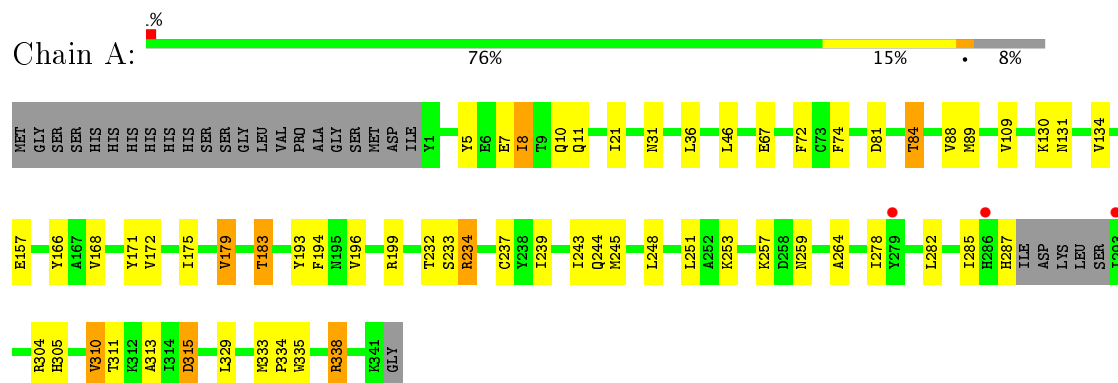 .%
Chain A:
76% 15% • 8%
MET GLY SER SER HIS HIS HIS HIS HIS HIS SER SER GLY LEU VAL PRO ALA GLY SER MET ASP ILE Y1 Y5 E6 E7 I8 T9 Q10 Q11 I21 N31 L36 L46 E67 F72 C73 F74 D81 T84 V88 M89 V109 K130 N131 V134
E157 Y166 A167 V168 Y171 V172 I175 V179 T183 Y193 F194 N195 V196 R199 T232 S233 R234 C237 Y238 I239 I243 Q244 M245 L248 L251 A252 K253 K257 D258 N259 A264 I278 Y279 L282 I285 H286 H287 ILE ASP LYS LEU SER I293
R304 H305 V310 T311 K312 A313 I314 D315 L329 M333 P334 W335 R338 K341 GLY